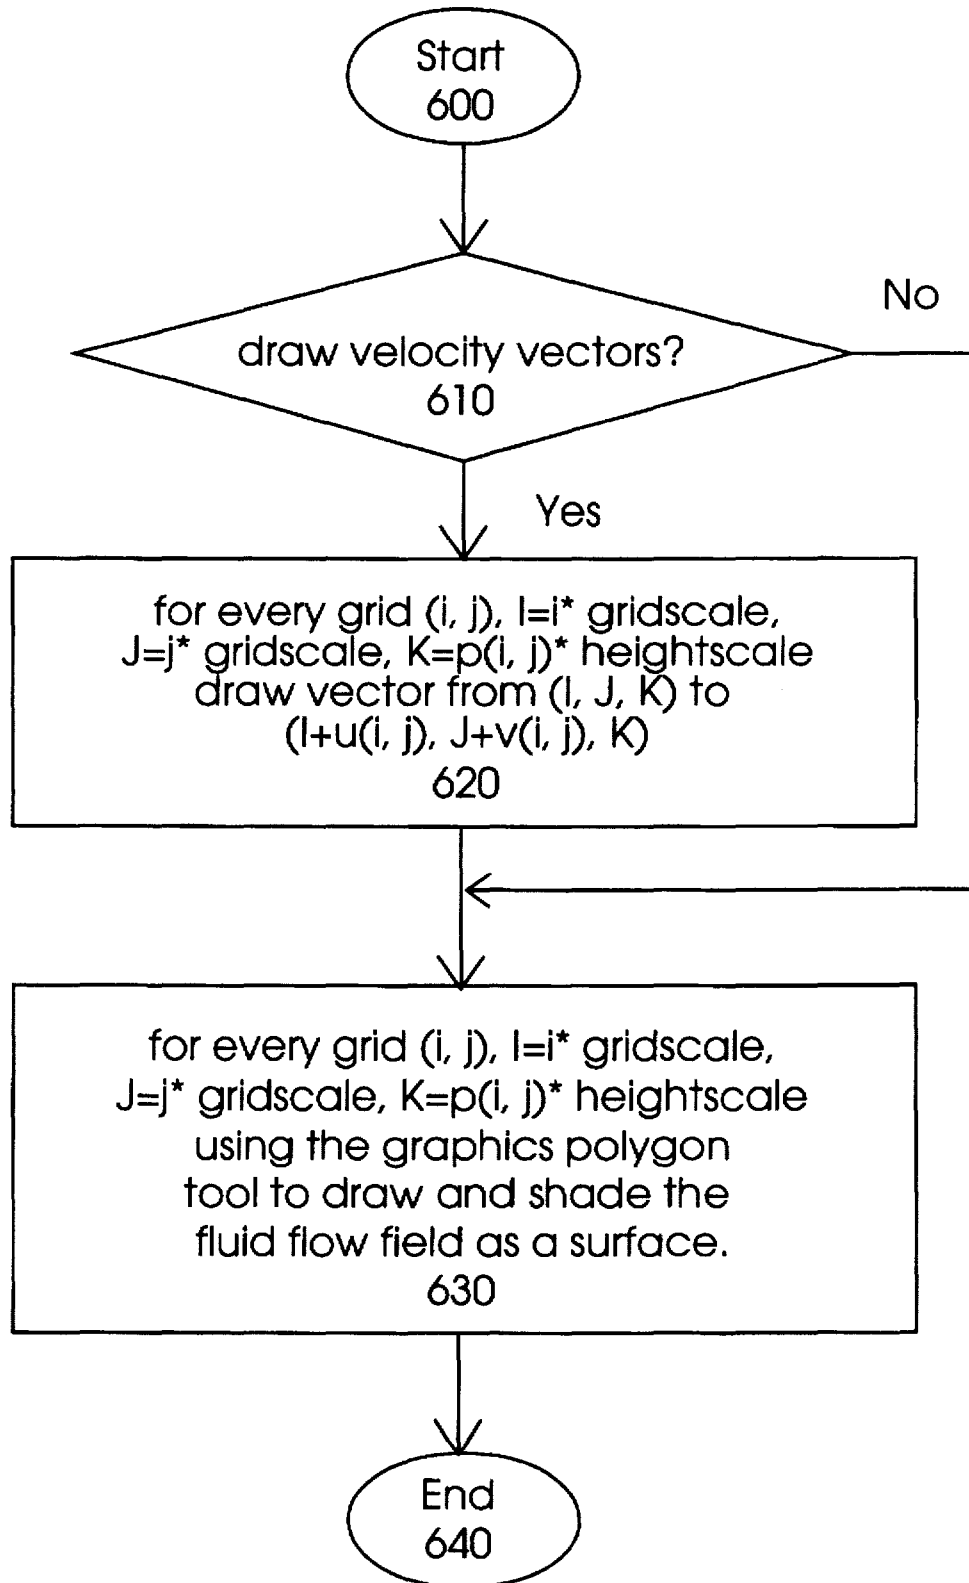 Start
600
No
draw velocity vectors?
610
Yes
for every grid (i, j), I=i* gridscale,
J=j* gridscale, K=p(i, j)* heightscale
draw vector from (I, J, K) to
(I+u(i, j), J+v(i, j), K)
620
for every grid (i, j), I=i* gridscale,
J=j* gridscale, K=p(i, j)* heightscale
using the graphics polygon
tool to draw and shade the
fluid flow field as a surface.
630
End
640